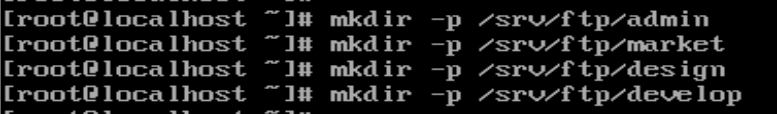 [root@localhost ~]# mkdir -p /srv/ftp/admin
[root@localhost ~]# mkdir -p /srv/ftp/market
[root@localhost ~]# mkdir -p /srv/ftp/design
[root@localhost ~]# mkdir -p /srv/ftp/develop